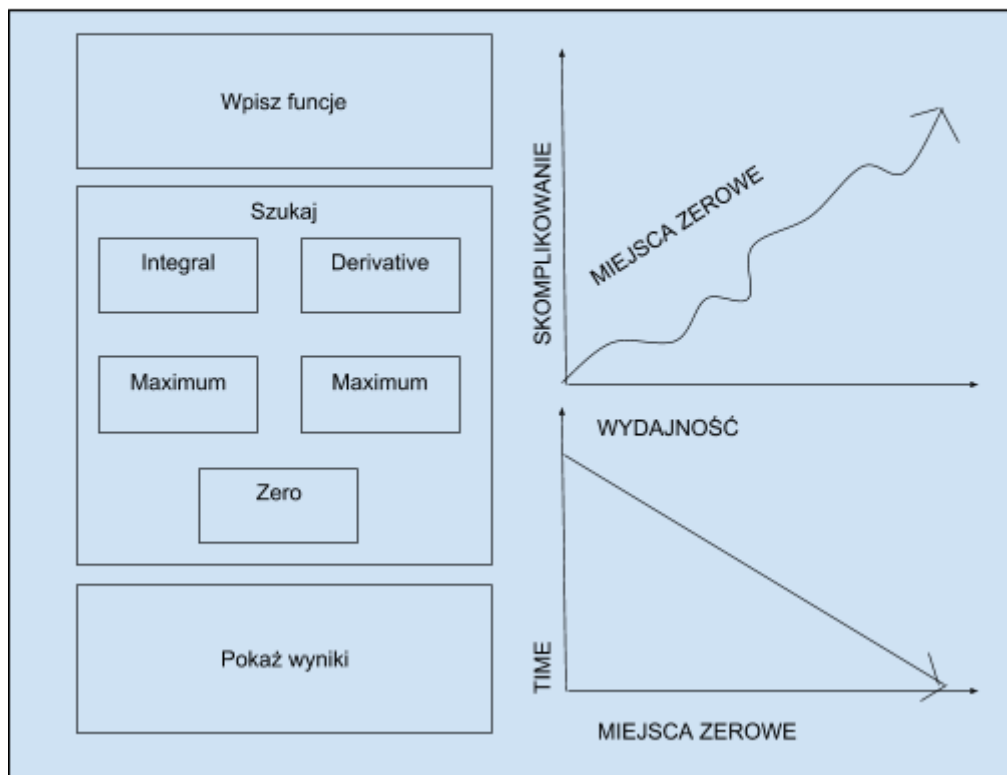 Wpisz funcje
Szukaj
Integral
Derivative
Maximum
Maximum
Zero
Pokaż wyniki
SKOMPLIKOWANIE
MIEJSCA ZEROWE
WYDAJNOŚĆ
TIME
MIEJSCA ZEROWE